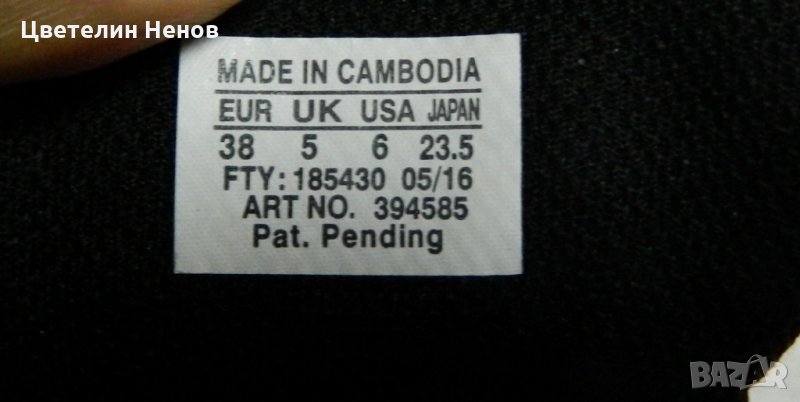 Цветелин Ненов
MADE IN CAMBODIA
EUR UK USA JAPAN
38 5 6 23.5
FTY: 185430 05/16
ART NO. 394585
Pat. Pending
BAZAR